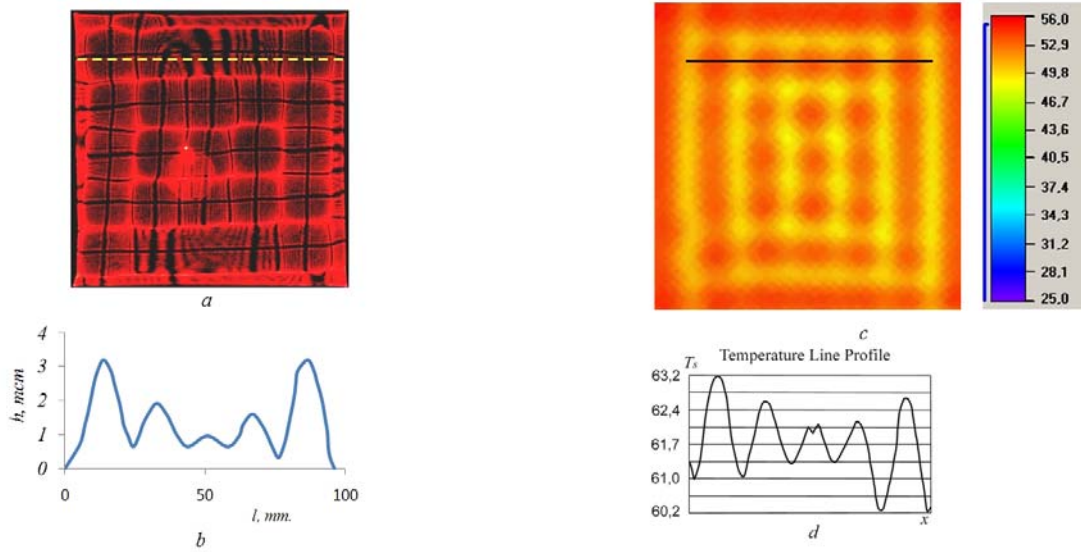 a
4
3
2
1
0
h, mcm
0
50
100
l, mm.
b
56,0
52,9
49,8
46,7
43,6
40,5
37,4
34,3
31,2
28,1
25,0
c
Temperature Line Profile
Ts
63,2
62,4
61,7
61,0
60,2
x
d